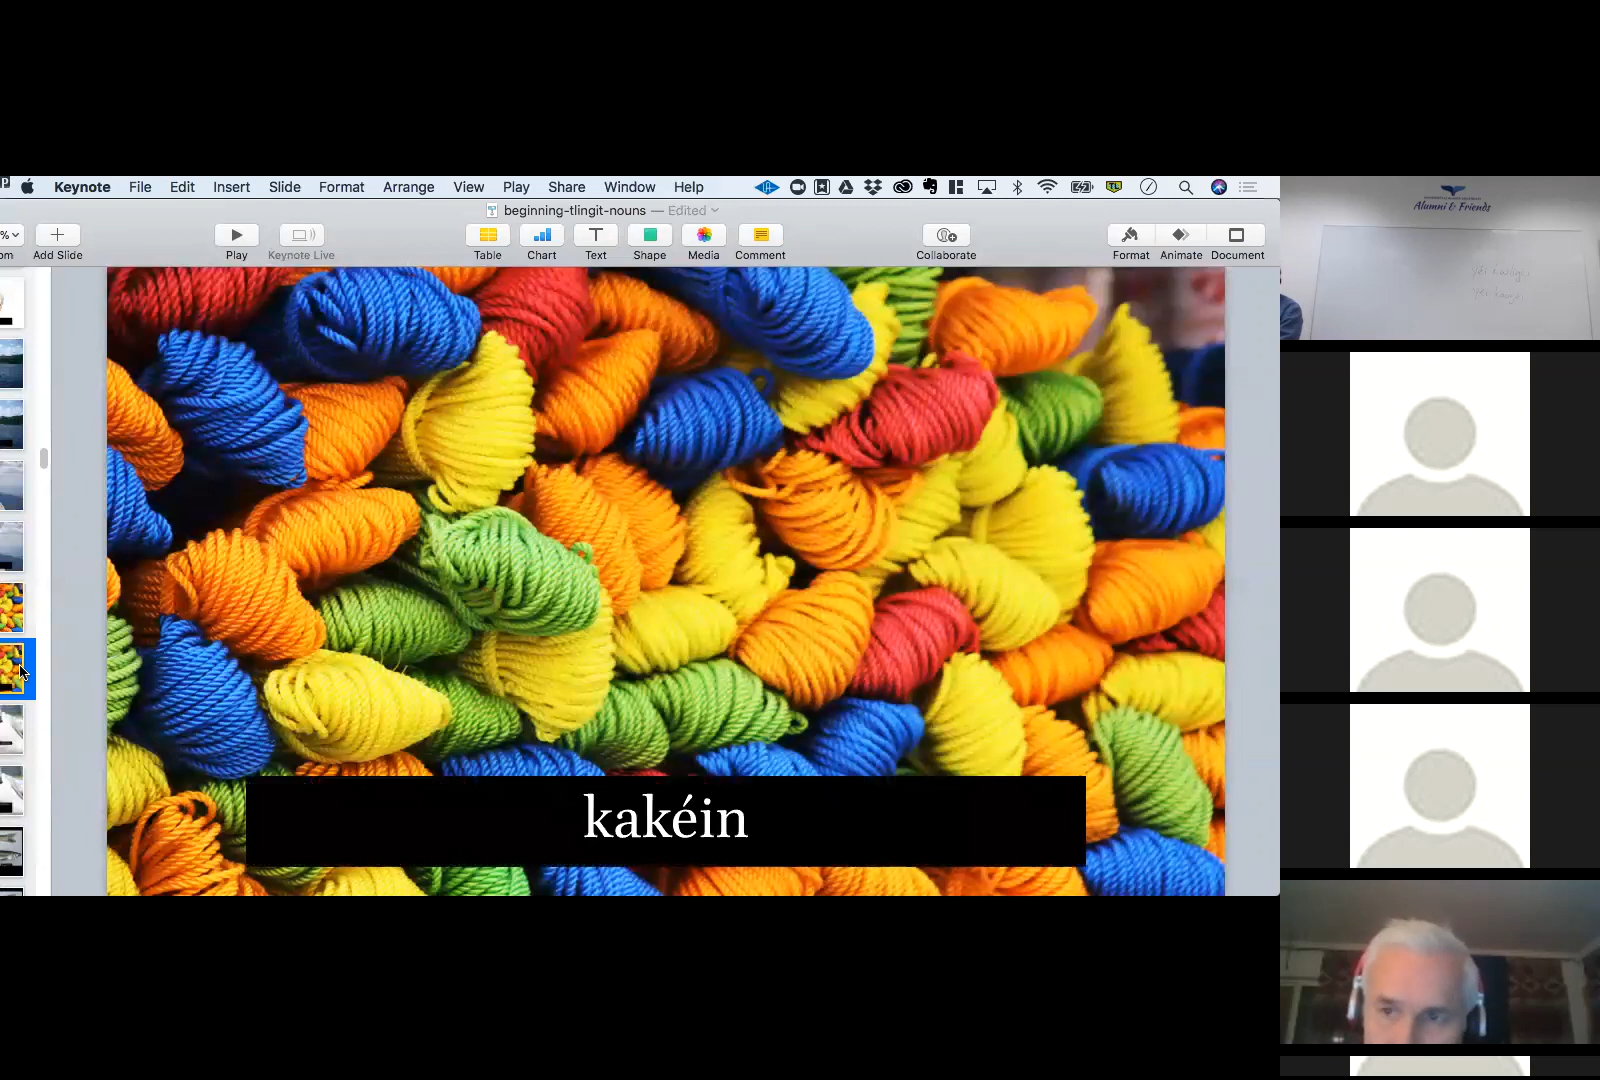 Keynote File Edit Insert Slide Format Arrange View Play Share Window Help
beginning-tlingit-nouns — Edited
Add Slide Play Keynote Live Table Chart Text Shape Media Comment Collaborate Format Animate Document
kakéin
Alumni & Friends